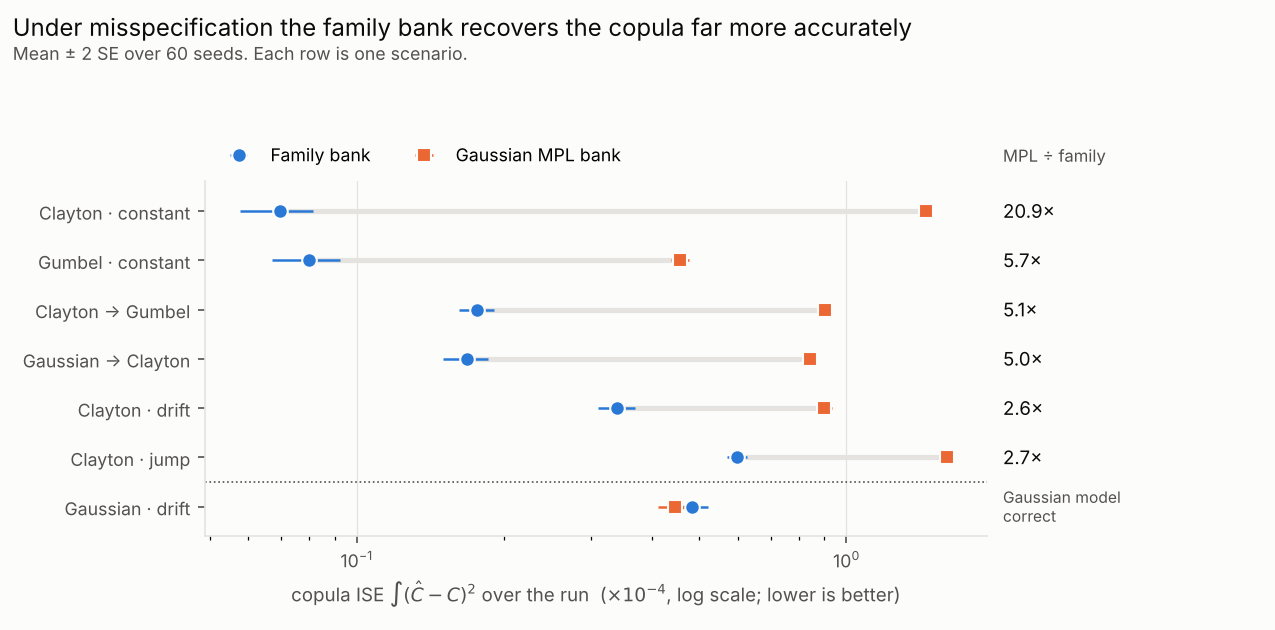 Under misspecification the family bank recovers the copula far more accurately
Mean ± 2 SE over 60 seeds. Each row is one scenario.
Family bank
Gaussian MPL bank
MPL ÷ family
Clayton · constant
20.9×
Gumbel · constant
5.7×
Clayton → Gumbel
5.1×
Gaussian → Clayton
5.0×
Clayton · drift
2.6×
Clayton · jump
2.7×
Gaussian · drift
Gaussian model
correct
10⁻¹
10⁰
copula ISE ∫(Ĉ − C)² over the run (×10⁻⁴, log scale; lower is better)